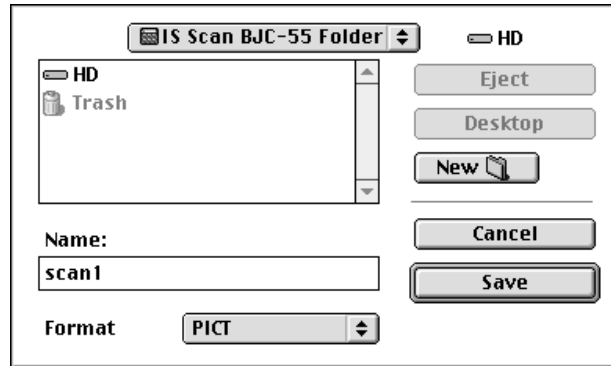 IS Scan BJC-55 Folder
HD
HD
Trash
Eject
Desktop
New
Name:
scan1
Cancel
Save
Format
PICT